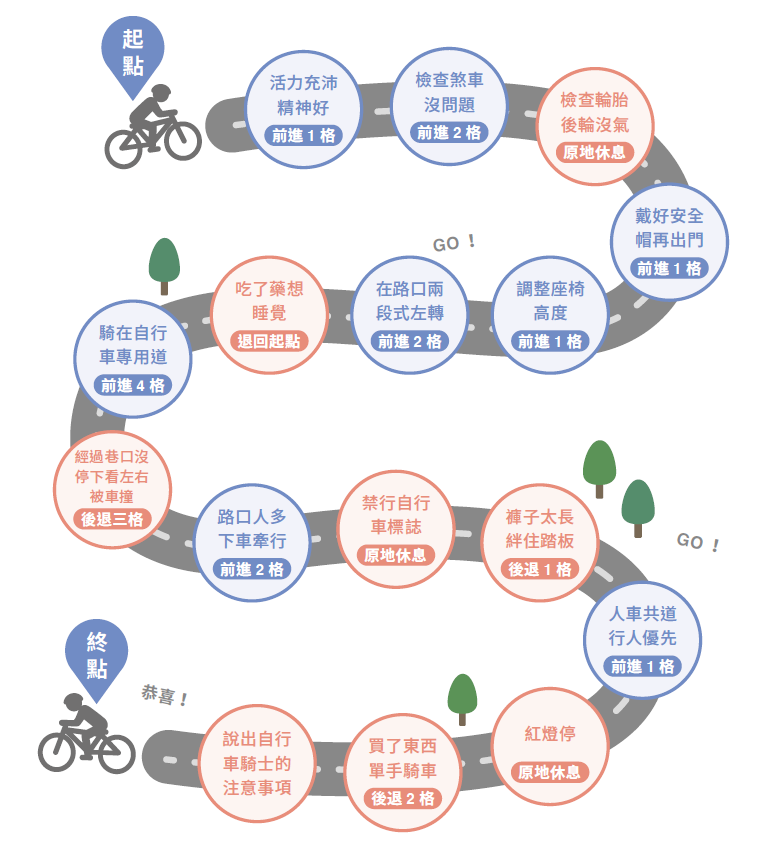 起
點
活力充沛
精神好
前進 1 格
檢查煞車
沒問題
前進 2 格
檢查輪胎
後輪沒氣
原地休息
戴好安全
帽再出門
前進 1 格
調整座椅
高度
前進 1 格
GO !
在路口兩
段式左轉
前進 2 格
吃了藥想
睡覺
退回起點
騎在自行
車專用道
前進 4 格
經過巷口沒
停下看左右
被車撞
後退三格
路口人多
下車牽行
前進 2 格
禁行自行
車標誌
原地休息
褲子太長
絆住踏板
後退 1 格
GO !
人車共道
行人優先
前進 1 格
紅燈停
原地休息
買了東西
單手騎車
後退 2 格
說出自行
車騎士的
注意事項
恭喜 !
終
點